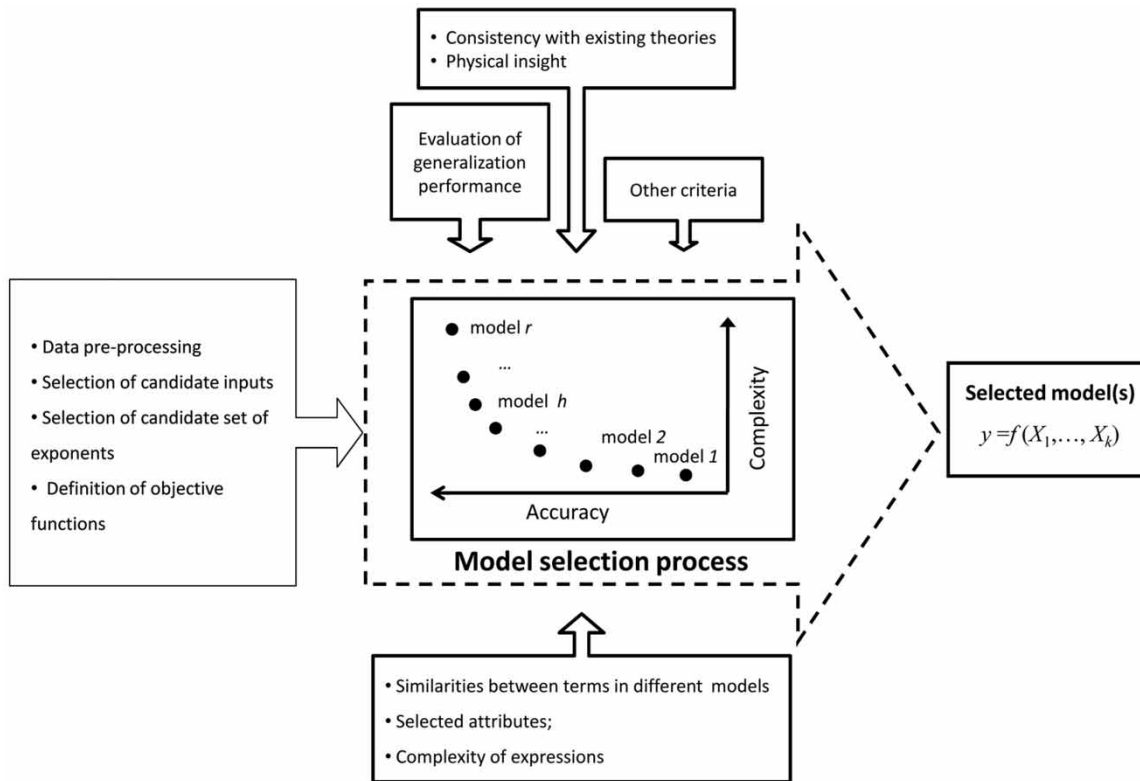 • Consistency with existing theories
• Physical insight
Evaluation of
generalization
performance
Other criteria
• Data pre-processing
• Selection of candidate inputs
• Selection of candidate set of
exponents
• Definition of objective
functions
model r
...
model h
...
model 2
model 1
Complexity
Accuracy
Model selection process
Selected model(s)
y =f (X₁,..., Xₖ)
• Similarities between terms in different models
• Selected attributes;
• Complexity of expressions